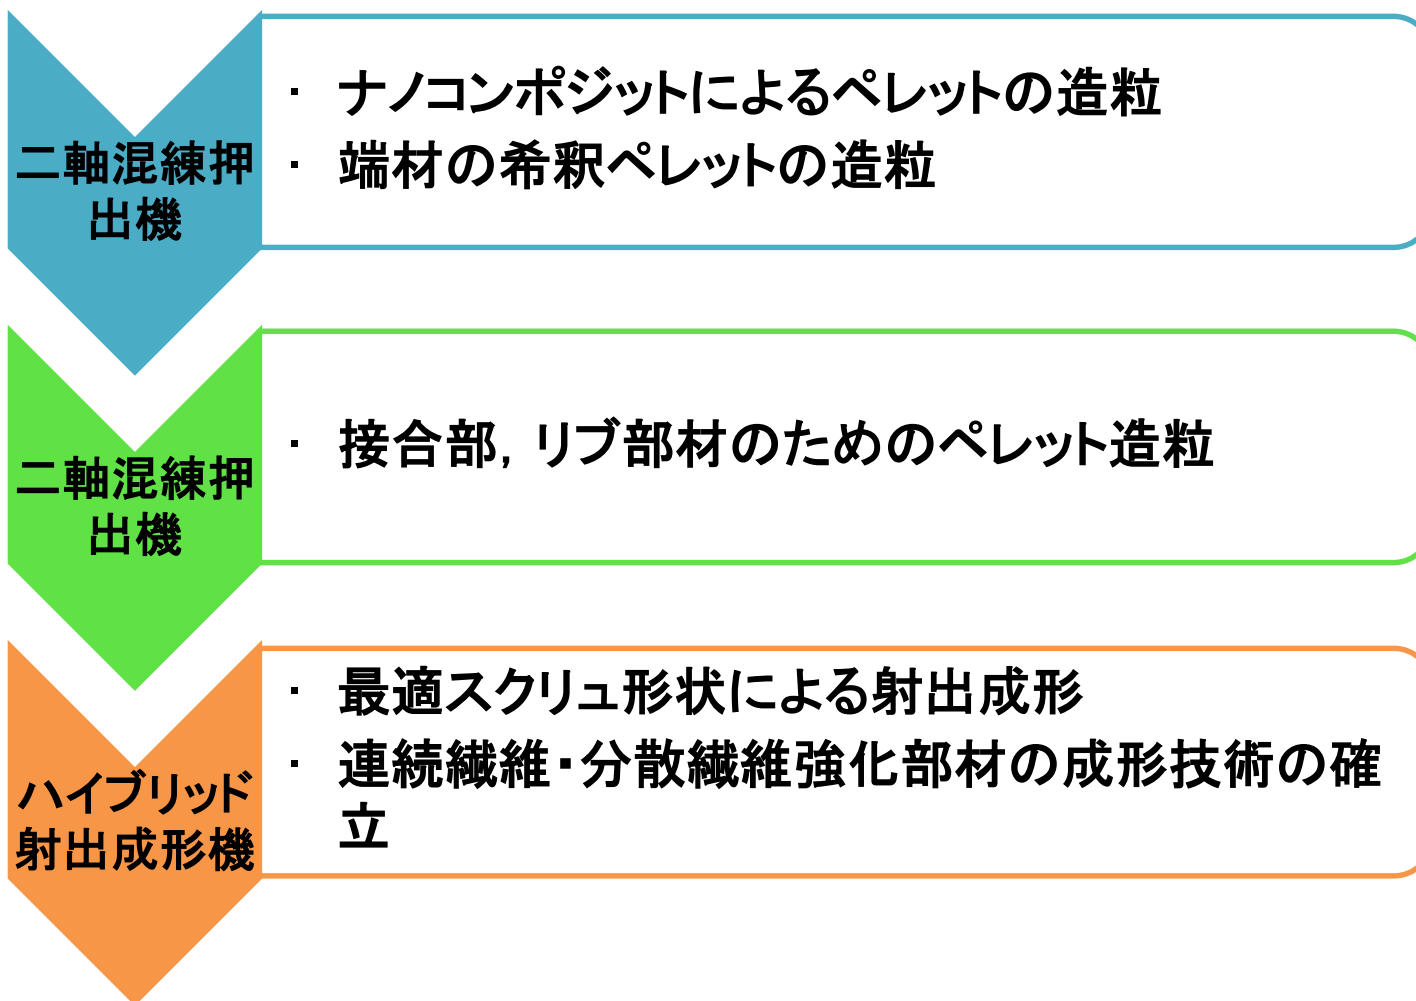 二軸混練押
出機
・ ナノコンポジットによるペレットの造粒
・ 端材の希釈ペレットの造粒
二軸混練押
出機
・ 接合部，リブ部材のためのペレット造粒
ハイブリッド
射出成形機
・ 最適スクリュ形状による射出成形
・ 連続繊維・分散繊維強化部材の成形技術の確
立